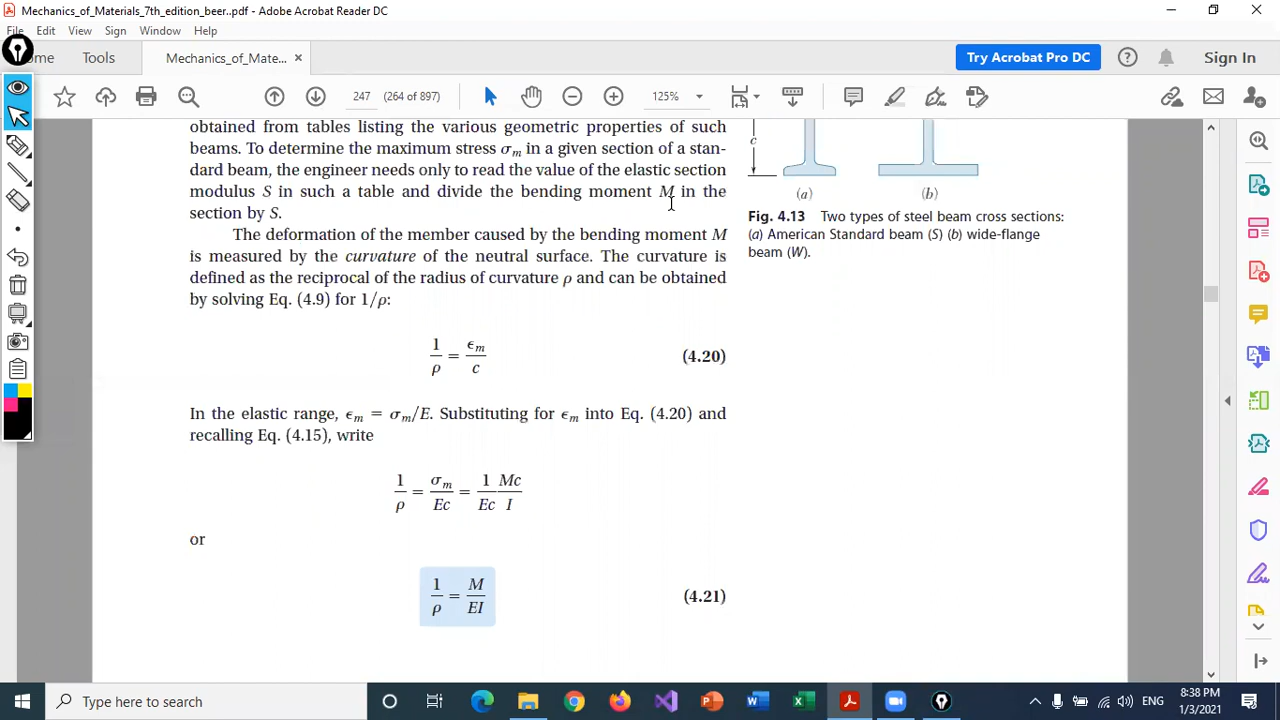 Mechanics_of_Materials_7th_edition_beer..pdf - Adobe Acrobat Reader DC
File Edit View Sign Window Help
ome Tools Mechanics_of_Mate... × Try Acrobat Pro DC Sign In
247 (264 of 897) 125%
obtained from tables listing the various geometric properties of such
beams. To determine the maximum stress σm in a given section of a stan-
dard beam, the engineer needs only to read the value of the elastic section
modulus S in such a table and divide the bending moment M in the
section by S.
The deformation of the member caused by the bending moment M
is measured by the curvature of the neutral surface. The curvature is
defined as the reciprocal of the radius of curvature ρ and can be obtained
by solving Eq. (4.9) for 1/ρ:
1/ρ = ϵm/c (4.20)
In the elastic range, ϵm = σm/E. Substituting for ϵm into Eq. (4.20) and
recalling Eq. (4.15), write
1/ρ = σm/Ec = 1/Ec Mc/I
or
1/ρ = M/EI (4.21)
c
(a) (b)
Fig. 4.13 Two types of steel beam cross sections:
(a) American Standard beam (S) (b) wide-flange
beam (W).
Type here to search
ENG
8:38 PM
1/3/2021